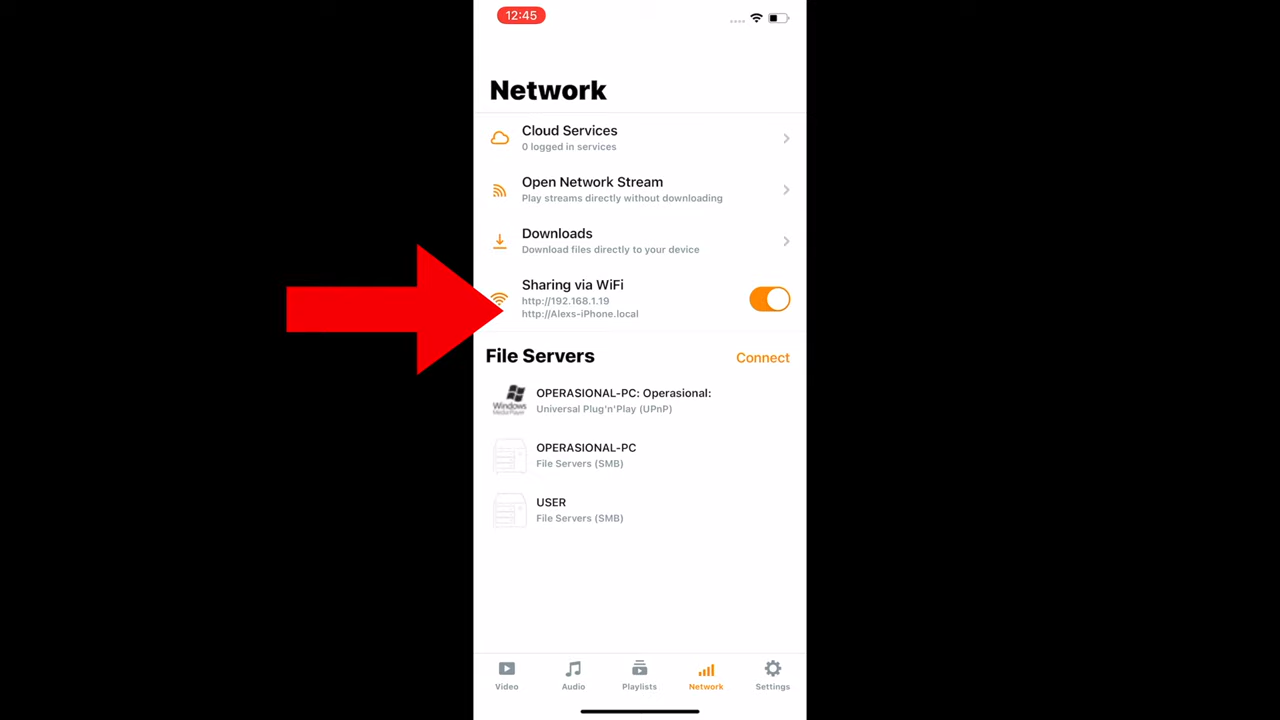 12:45
Network
Cloud Services
0 logged in services
Open Network Stream
Play streams directly without downloading
Downloads
Download files directly to your device
Sharing via WiFi
http://192.168.1.19
http://Alexs-iPhone.local
File Servers
Connect
Windows
Media Player
OPERASIONAL-PC: Operasional:
Universal Plug'n'Play (UPnP)
OPERASIONAL-PC
File Servers (SMB)
USER
File Servers (SMB)
Video
Audio
Playlists
Network
Settings